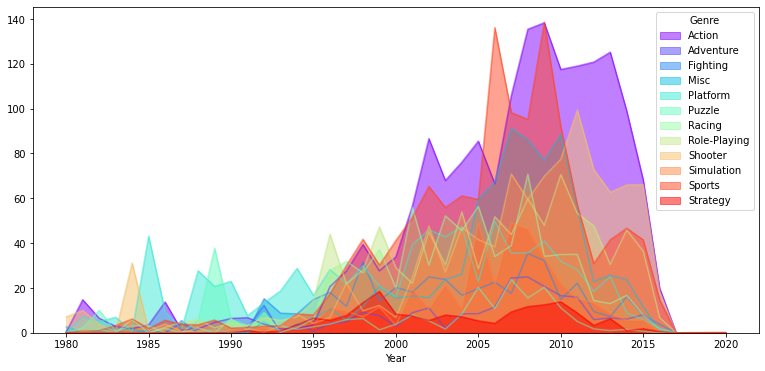 140
120
100
80
60
40
20
0
1980 1985 1990 1995 2000 2005 2010 2015 2020
Year
Genre
Action
Adventure
Fighting
Misc
Platform
Puzzle
Racing
Role-Playing
Shooter
Simulation
Sports
Strategy